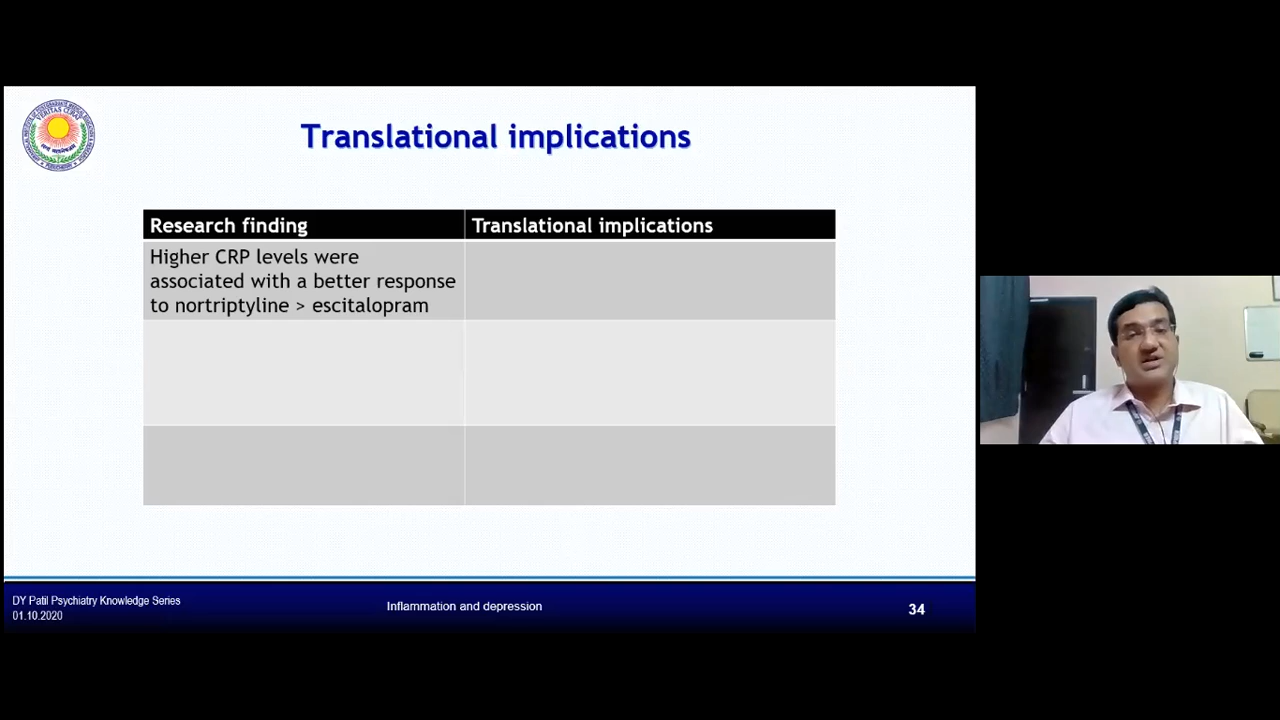 Translational implications
Research finding
Translational implications
Higher CRP levels were
associated with a better response
to nortriptyline > escitalopram
DY Patil Psychiatry Knowledge Series
01.10.2020
Inflammation and depression
34